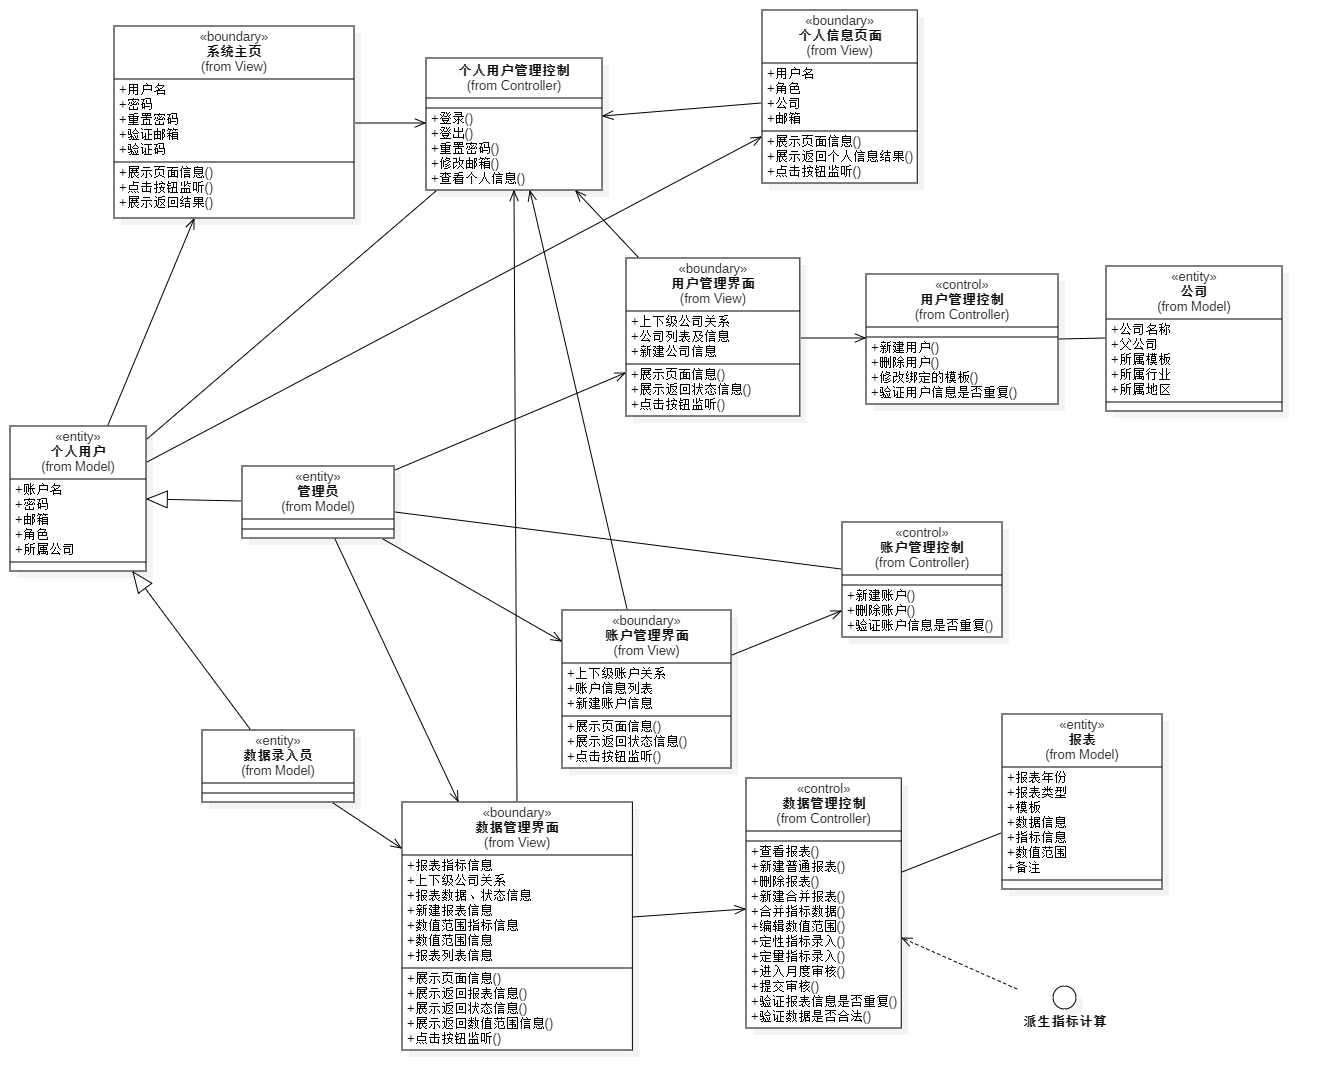 «boundary»
系统主页
(from View)
+用户名
+密码
+重置密码
+验证邮箱
+验证码
+展示页面信息()
+点击按钮监听()
+展示返回结果()
个人用户管理控制
(from Controller)
+登录()
+登出()
+重置密码()
+修改邮箱()
+查看个人信息()
«boundary»
个人信息页面
(from View)
+用户名
+角色
+公司
+邮箱
+展示页面信息()
+展示返回个人信息结果()
+点击按钮监听()
«boundary»
用户管理界面
(from View)
+上下级公司关系
+公司列表及信息
+新建公司信息
+展示页面信息()
+展示返回状态信息()
+点击按钮监听()
«control»
用户管理控制
(from Controller)
+新建用户()
+删除用户()
+修改绑定的模板()
+验证用户信息是否重复()
«entity»
公司
(from Model)
+公司名称
+父公司
+所属模板
+所属行业
+所属地区
«entity»
个人用户
(from Model)
+账户名
+密码
+邮箱
+角色
+所属公司
«entity»
管理员
(from Model)
«control»
账户管理控制
(from Controller)
+新建账户()
+删除账户()
+验证账户信息是否重复()
«boundary»
账户管理界面
(from View)
+上下级账户关系
+账户信息列表
+新建账户信息
+展示页面信息()
+展示返回状态信息()
+点击按钮监听()
«entity»
数据录入员
(from Model)
«boundary»
数据管理界面
(from View)
+报表指标信息
+上下级公司关系
+报表数据、状态信息
+新建报表信息
+数值范围指标信息
+数值范围信息
+报表列表信息
+展示页面信息()
+展示返回报表信息()
+展示返回状态信息()
+展示返回数值范围信息()
+点击按钮监听()
«control»
数据管理控制
(from Controller)
+查看报表()
+新建普通报表()
+删除报表()
+新建合并报表()
+合并指标数据()
+编辑数值范围()
+定性指标录入()
+定量指标录入()
+进入月度审核()
+提交审核()
+验证报表信息是否重复()
+验证数据是否合法()
«entity»
报表
(from Model)
+报表年份
+报表类型
+模板
+数据信息
+指标信息
+数值范围
+备注
派生指标计算